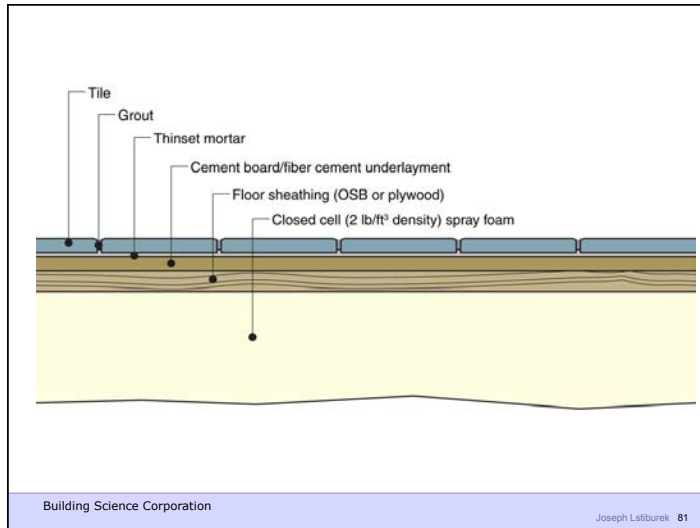 Tile
Grout
Thinset mortar
Cement board/fiber cement underlayment
Floor sheathing (OSB or plywood)
Closed cell (2 lb/ft³ density) spray foam
Building Science Corporation
Joseph Lstiburek 81